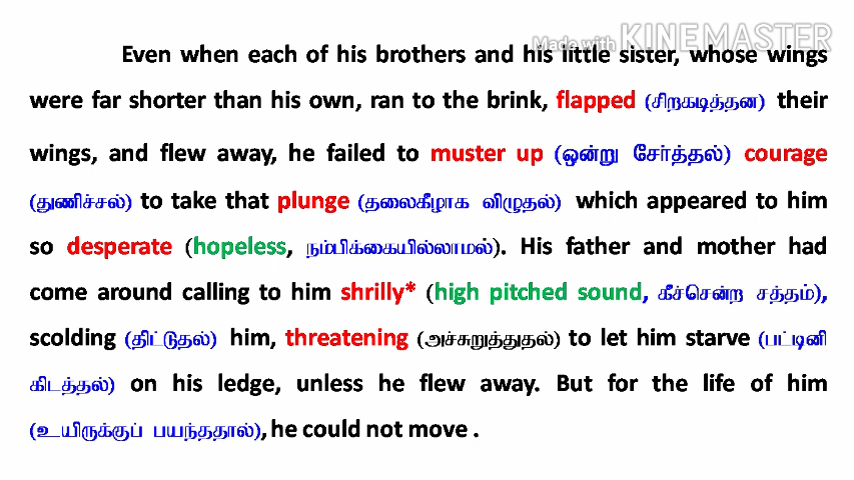 Made with KINEMASTER
Even when each of his brothers and his little sister, whose wings
were far shorter than his own, ran to the brink, flapped (சிறகடித்தன) their
wings, and flew away, he failed to muster up (ஒன்று சேர்த்தல்) courage
(துணிச்சல்) to take that plunge (தலைகீழாக விழுதல்) which appeared to him
so desperate (hopeless, நம்பிக்கையில்லாமல்). His father and mother had
come around calling to him shrilly* (high pitched sound, கீச்சென்ற சத்தம்),
scolding (திட்டுதல்) him, threatening (அச்சுறுத்துதல்) to let him starve (பட்டினி
கிடத்தல்) on his ledge, unless he flew away. But for the life of him
(உயிருக்குப் பயந்ததால்), he could not move .